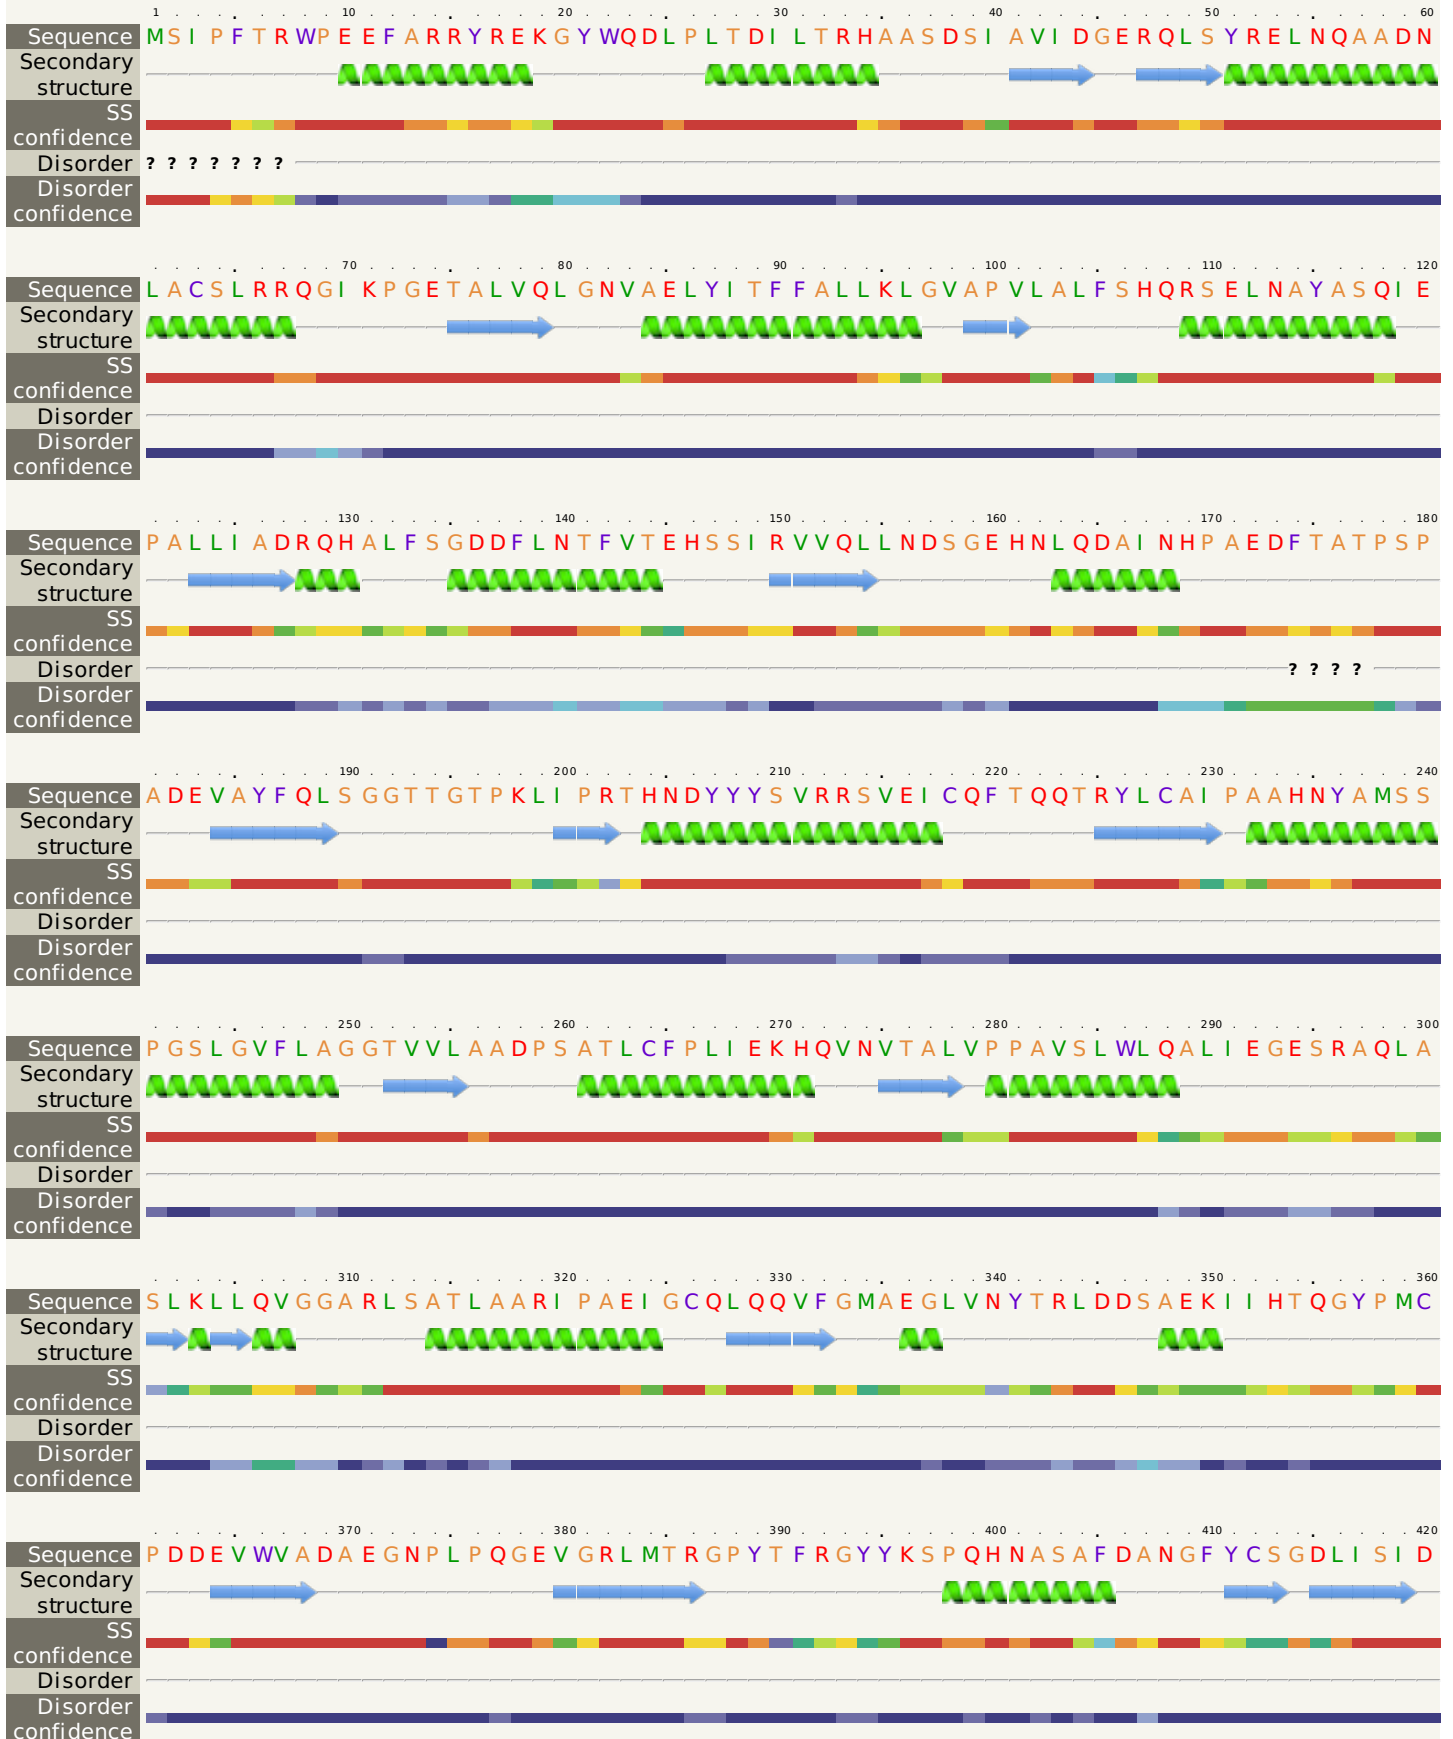 1 10 20 30 40 50 60
Sequence MSIPFTRWPEEFARRYREKGYWQDLPLTDILTRHAASDSIAVIDGERQLSYRELNQAADN
Secondary
structure
SS
confidence
Disorder ? ? ? ? ? ? ?
Disorder
confidence
70 80 90 100 110 120
Sequence LACSLRRQGIKPGETALVQLGNVAELYITFFALLKLGVAPVLALFSHQRSELNAYASQIE
Secondary
structure
SS
confidence
Disorder
Disorder
confidence
130 140 150 160 170 180
Sequence PALLIADRQHALFSGDDFLNTFVTEHSSIRVVQLLNDSGEHNLQDAINHPAEDFTATPSP
Secondary
structure
SS
confidence
Disorder ? ? ? ?
Disorder
confidence
190 200 210 220 230 240
Sequence ADEVAYFQLSGGTTGTPKLIPRTHNDYYYSVRRSVEICQFTQQTRYLCAIPAAHNYAMSS
Secondary
structure
SS
confidence
Disorder
Disorder
confidence
250 260 270 280 290 300
Sequence PGSLGVFLAGGTVVLAADPSATLCFPLIEKHQVNVTALVPPAVSLWLQALIEGESRAQLA
Secondary
structure
SS
confidence
Disorder
Disorder
confidence
310 320 330 340 350 360
Sequence SLKLLQVGGARLSATLAARIPAEIGCQLQQVFGMAEGLVNYTRLDDSAEKIIHTQGYPMC
Secondary
structure
SS
confidence
Disorder
Disorder
confidence
370 380 390 400 410 420
Sequence PDDEVWVADAEGNPLPQGEVGRLMTRGPYTFRGYYKSPQHNASAFDANGFYCSGDLISID
Secondary
structure
SS
confidence
Disorder
Disorder
confidence